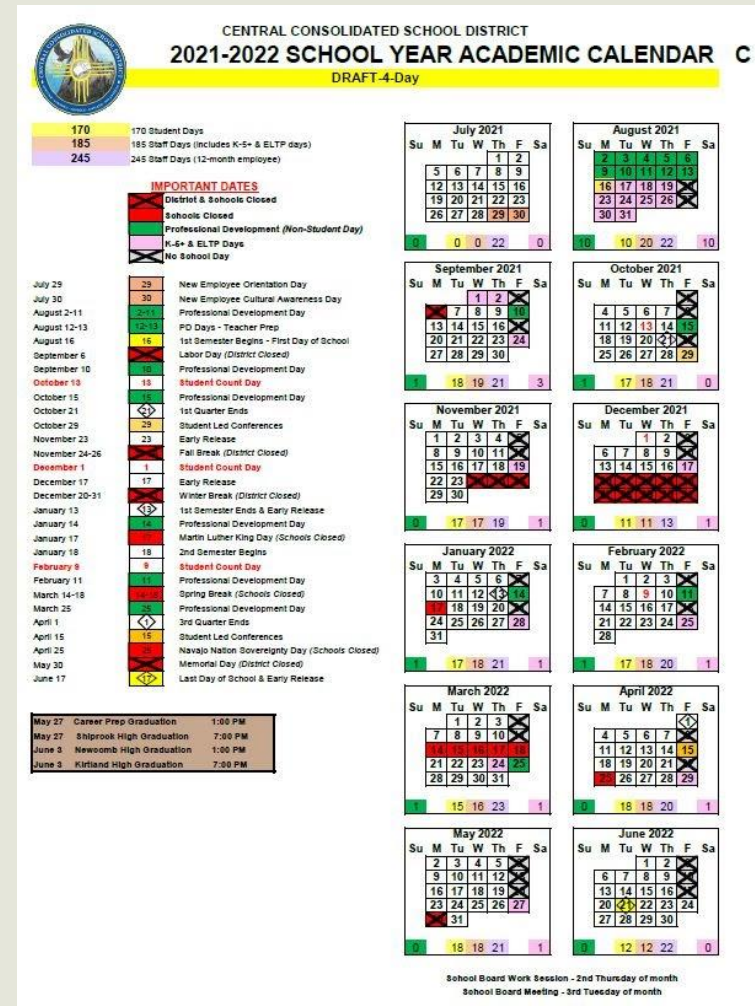 CENTRAL CONSOLIDATED SCHOOL DISTRICT
2021-2022 SCHOOL YEAR ACADEMIC CALENDAR C
DRAFT-4-Day
170 170 Student Days
185 185 Staff Days (includes K-5+ & ELTP days)
245 245 Staff Days (12-month employee)
IMPORTANT DATES
District & Schools Closed
Schools Closed
Professional Development (Non-Student Day)
K-5+ & ELTP Days
No School Day
July 29 29 New Employee Orientation Day
July 30 30 New Employee Cultural Awareness Day
August 2-11 2-11 Professional Development Day
August 12-13 12-13 PD Days - Teacher Prep
August 16 16 1st Semester Begins - First Day of School
September 6 Labor Day (District Closed)
September 10 10 Professional Development Day
October 13 13 Student Count Day
October 15 15 Professional Development Day
October 21 21 1st Quarter Ends
October 29 29 Student Led Conferences
November 23 23 Early Release
November 24-26 Fall Break (District Closed)
December 1 1 Student Count Day
December 17 17 Early Release
December 20-31 Winter Break (District Closed)
January 13 13 1st Semester Ends & Early Release
January 14 14 Professional Development Day
January 17 17 Martin Luther King Day (Schools Closed)
January 18 18 2nd Semester Begins
February 9 9 Student Count Day
February 11 11 Professional Development Day
March 14-18 14-18 Spring Break (Schools Closed)
March 25 25 Professional Development Day
April 1 1 3rd Quarter Ends
April 15 15 Student Led Conferences
April 25 25 Navajo Nation Sovereignty Day (Schools Closed)
May 30 Memorial Day (District Closed)
June 17 17 Last Day of School & Early Release
May 27 Career Prep Graduation 1:00 PM
May 27 Shiprock High Graduation 7:00 PM
June 3 Newcomb High Graduation 1:00 PM
June 3 Kirtland High Graduation 7:00 PM
July 2021
Su M Tu W Th F Sa
1 2
5 6 7 8 9
12 13 14 15 16
19 20 21 22 23
26 27 28 29 30
0 0 0 22 0
August 2021
Su M Tu W Th F Sa
2 3 4 5 6
9 10 11 12 13
16 17 18 19
23 24 25 26
30 31
10 10 20 22 10
September 2021
Su M Tu W Th F Sa
1 2
7 8 9 10
13 14 15 16
20 21 22 23 24
27 28 29 30
1 18 19 21 3
October 2021
Su M Tu W Th F Sa
4 5 6 7
11 12 13 14 15
18 19 20 21
25 26 27 28 29
1 17 18 21 0
November 2021
Su M Tu W Th F Sa
1 2 3 4
8 9 10 11
15 16 17 18 19
22 23
29 30
0 17 17 19 1
December 2021
Su M Tu W Th F Sa
1 2
6 7 8 9
13 14 15 16 17
0 11 11 13 1
January 2022
Su M Tu W Th F Sa
3 4 5 6
10 11 12 13 14
17 18 19 20
24 25 26 27 28
31
1 17 18 21 1
February 2022
Su M Tu W Th F Sa
1 2 3
7 8 9 10 11
14 15 16 17
21 22 23 24 25
28
1 17 18 20 1
March 2022
Su M Tu W Th F Sa
1 2 3
7 8 9 10
14 15 16 17 18
21 22 23 24 25
28 29 30 31
1 15 16 23 1
April 2022
Su M Tu W Th F Sa
1
4 5 6 7
11 12 13 14 15
18 19 20 21
25 26 27 28 29
0 18 18 20 1
May 2022
Su M Tu W Th F Sa
2 3 4 5
9 10 11 12
16 17 18 19
23 24 25 26 27
31
0 18 18 21 1
June 2022
Su M Tu W Th F Sa
1 2
6 7 8 9
13 14 15 16
20 21 22 23 24
27 28 29 30
0 12 12 22 0
School Board Work Session - 2nd Thursday of month
School Board Meeting - 3rd Tuesday of month